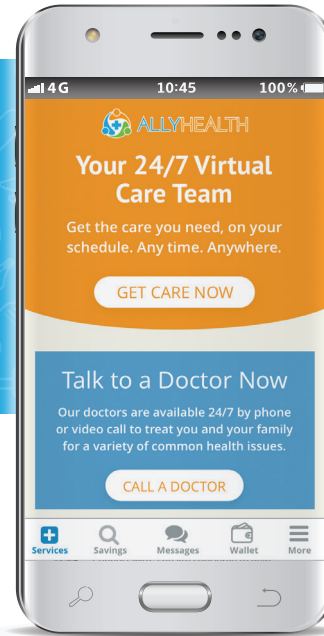 4G 10:45 100%
ALLYHEALTH
Your 24/7 Virtual
Care Team
Get the care you need, on your
schedule. Any time. Anywhere.
GET CARE NOW
Talk to a Doctor Now
Our doctors are available 24/7 by phone
or video call to treat you and your family
for a variety of common health issues.
CALL A DOCTOR
Services Savings Messages Wallet More